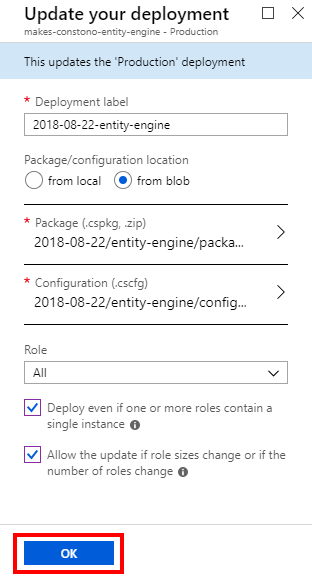 Update your deployment
makes-constono-entity-engine - Production
This updates the 'Production' deployment
* Deployment label
2018-08-22-entity-engine
Package/configuration location
from local from blob
* Package (.cspkg, .zip)
2018-08-22/entity-engine/packa...
* Configuration (.cscfg)
2018-08-22/entity-engine/config...
Role
All
Deploy even if one or more roles contain a
single instance
Allow the update if role sizes change or if the
number of roles change
OK